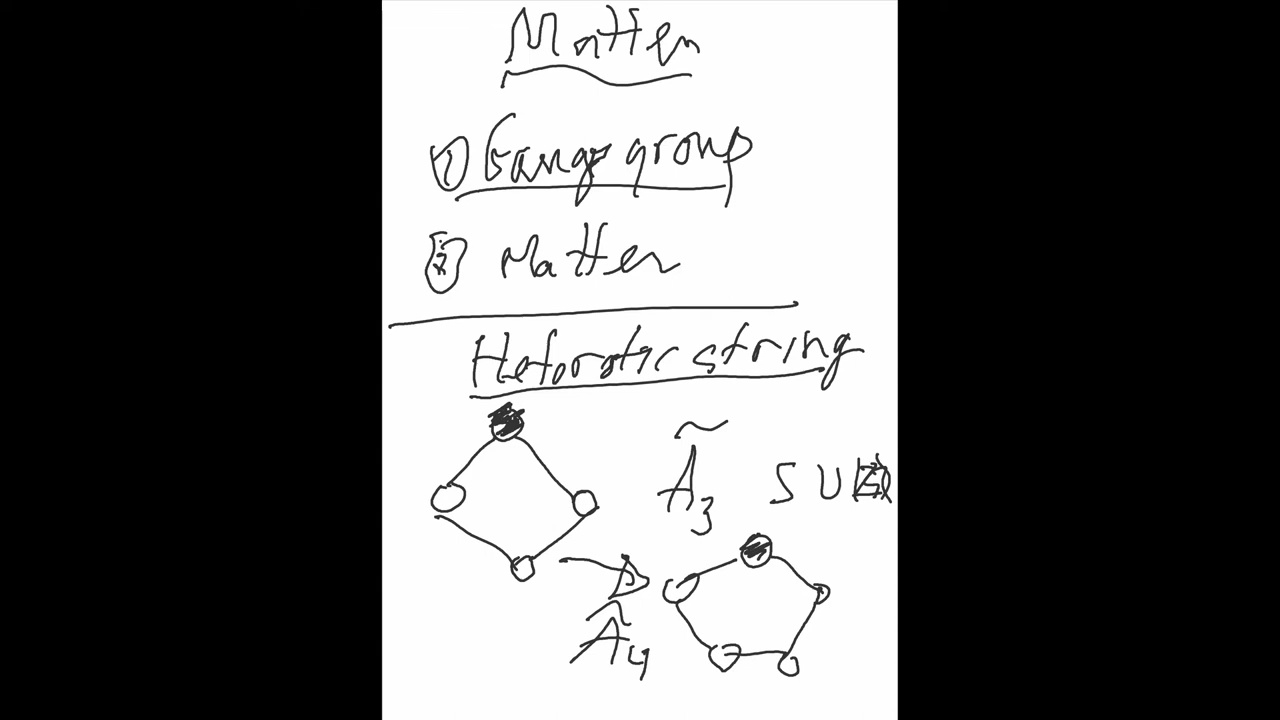 Matter
① Gauge group
② Matter
Heterotic string
Ã₃ SU
Ã₄